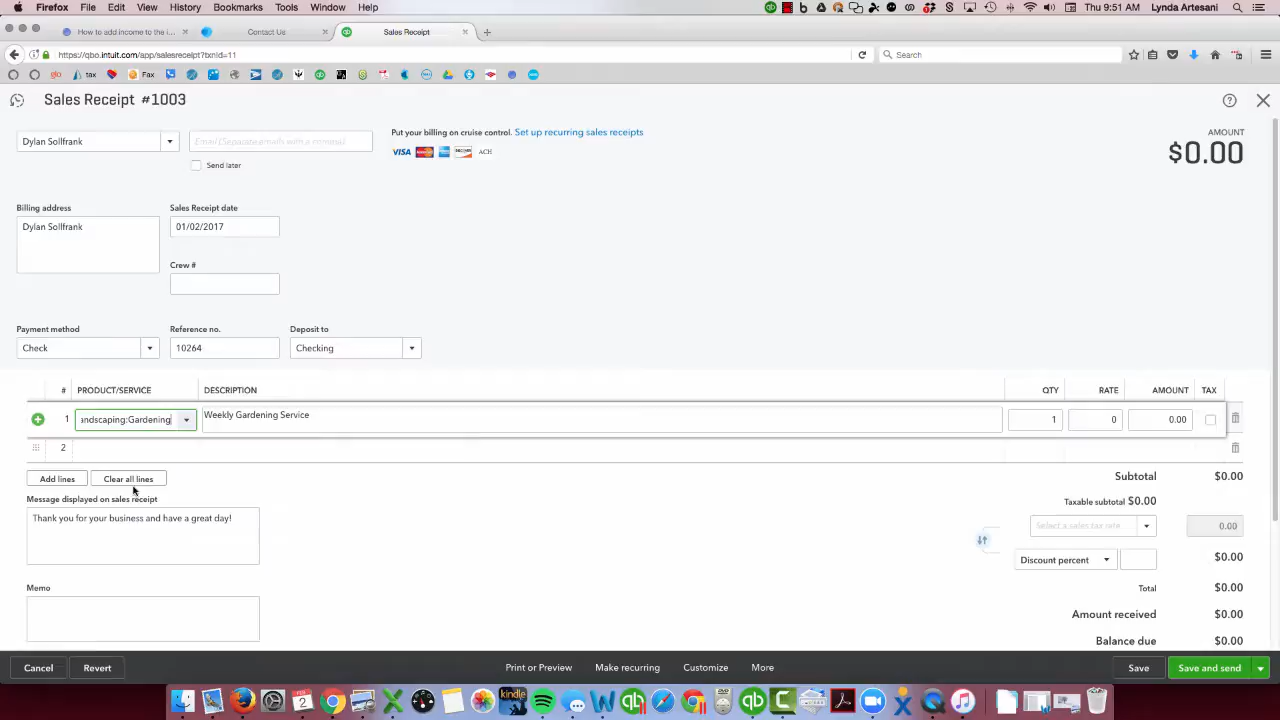 Firefox File Edit View History Bookmarks Tools Window Help Thu 9:51 AM Lynda Artesani
How to add income to the i... Contact Us Sales Receipt
https://qbo.intuit.com/app/salesreceipt?txnid=11 Search
tax Fax
Sales Receipt #1003
Dylan Sollfrank Email (Separate emails with a comma) Put your billing on cruise control. Set up recurring sales receipts
AMOUNT
$0.00
VISA ACH
Send later
Billing address Sales Receipt date
Dylan Sollfrank 01/02/2017
Crew #
Payment method Reference no. Deposit to
Check 10264 Checking
# PRODUCT/SERVICE DESCRIPTION QTY RATE AMOUNT TAX
1 andscaping:Gardening Weekly Gardening Service 1 0 0.00
2
Add lines Clear all lines Subtotal $0.00
Message displayed on sales receipt Taxable subtotal $0.00
Thank you for your business and have a great day! Select a sales tax rate 0.00
Discount percent $0.00
Memo Total $0.00
Amount received $0.00
Balance due $0.00
Cancel Revert Print or Preview Make recurring Customize More Save Save and send
kindle